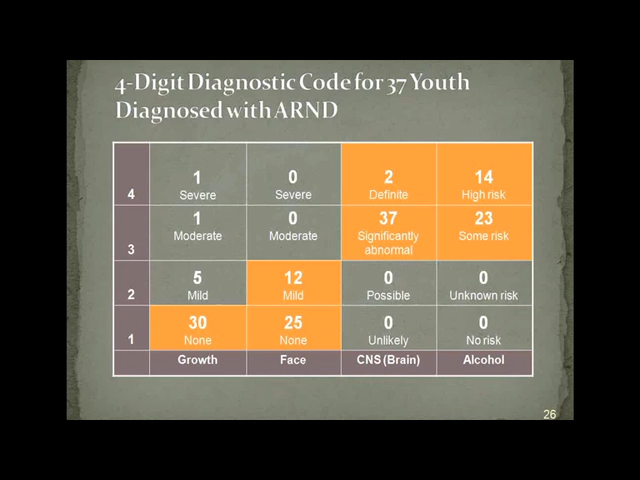 4-Digit Diagnostic Code for 37 Youth
Diagnosed with ARND
4
1
Severe
0
Severe
2
Definite
14
High risk
3
1
Moderate
0
Moderate
37
Significantly
abnormal
23
Some risk
2
5
Mild
12
Mild
0
Possible
0
Unknown risk
1
30
None
25
None
0
Unlikely
0
No risk
Growth
Face
CNS (Brain)
Alcohol
26